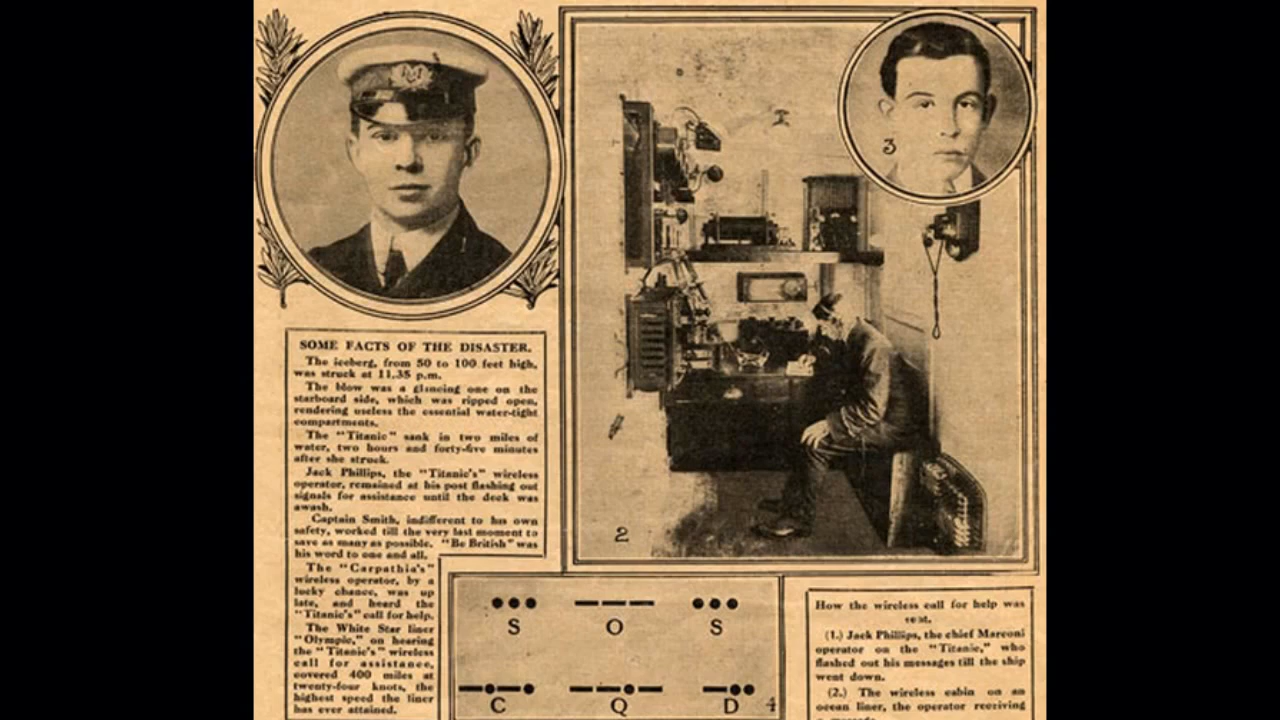 3
2
SOME FACTS OF THE DISASTER.
The iceberg, from 50 to 100 feet high,
was struck at 11.35 p.m.
The blow was a glancing one on the
starboard side, which was ripped open,
rendering useless the essential water-tight
compartments.
The "Titanic" sank in two miles of
water, two hours and forty-five minutes
after she struck.
Jack Phillips, the "Titanic's" wireless
operator, remained at his post flashing out
signals for assistance until the deck was
awash.
Captain Smith, indifferent to his own
safety, worked till the very last moment to
save as many as possible. "Be British" was
his word to one and all.
The "Carpathia's"
wireless operator, by a
lucky chance, was up
late, and heard the
"Titanic's" call for help.
The White Star liner
"Olympic," on hearing
the "Titanic's" wireless
call for assistance,
covered 400 miles at
twenty-four knots, the
highest speed the liner
has ever attained.
S O S
C Q D 4
How the wireless call for help was
sent.
(1.) Jack Phillips, the chief Marconi
operator on the "Titanic," who
flashed out his messages till the ship
went down.
(2.) The wireless cabin on an
ocean liner, the operator receiving